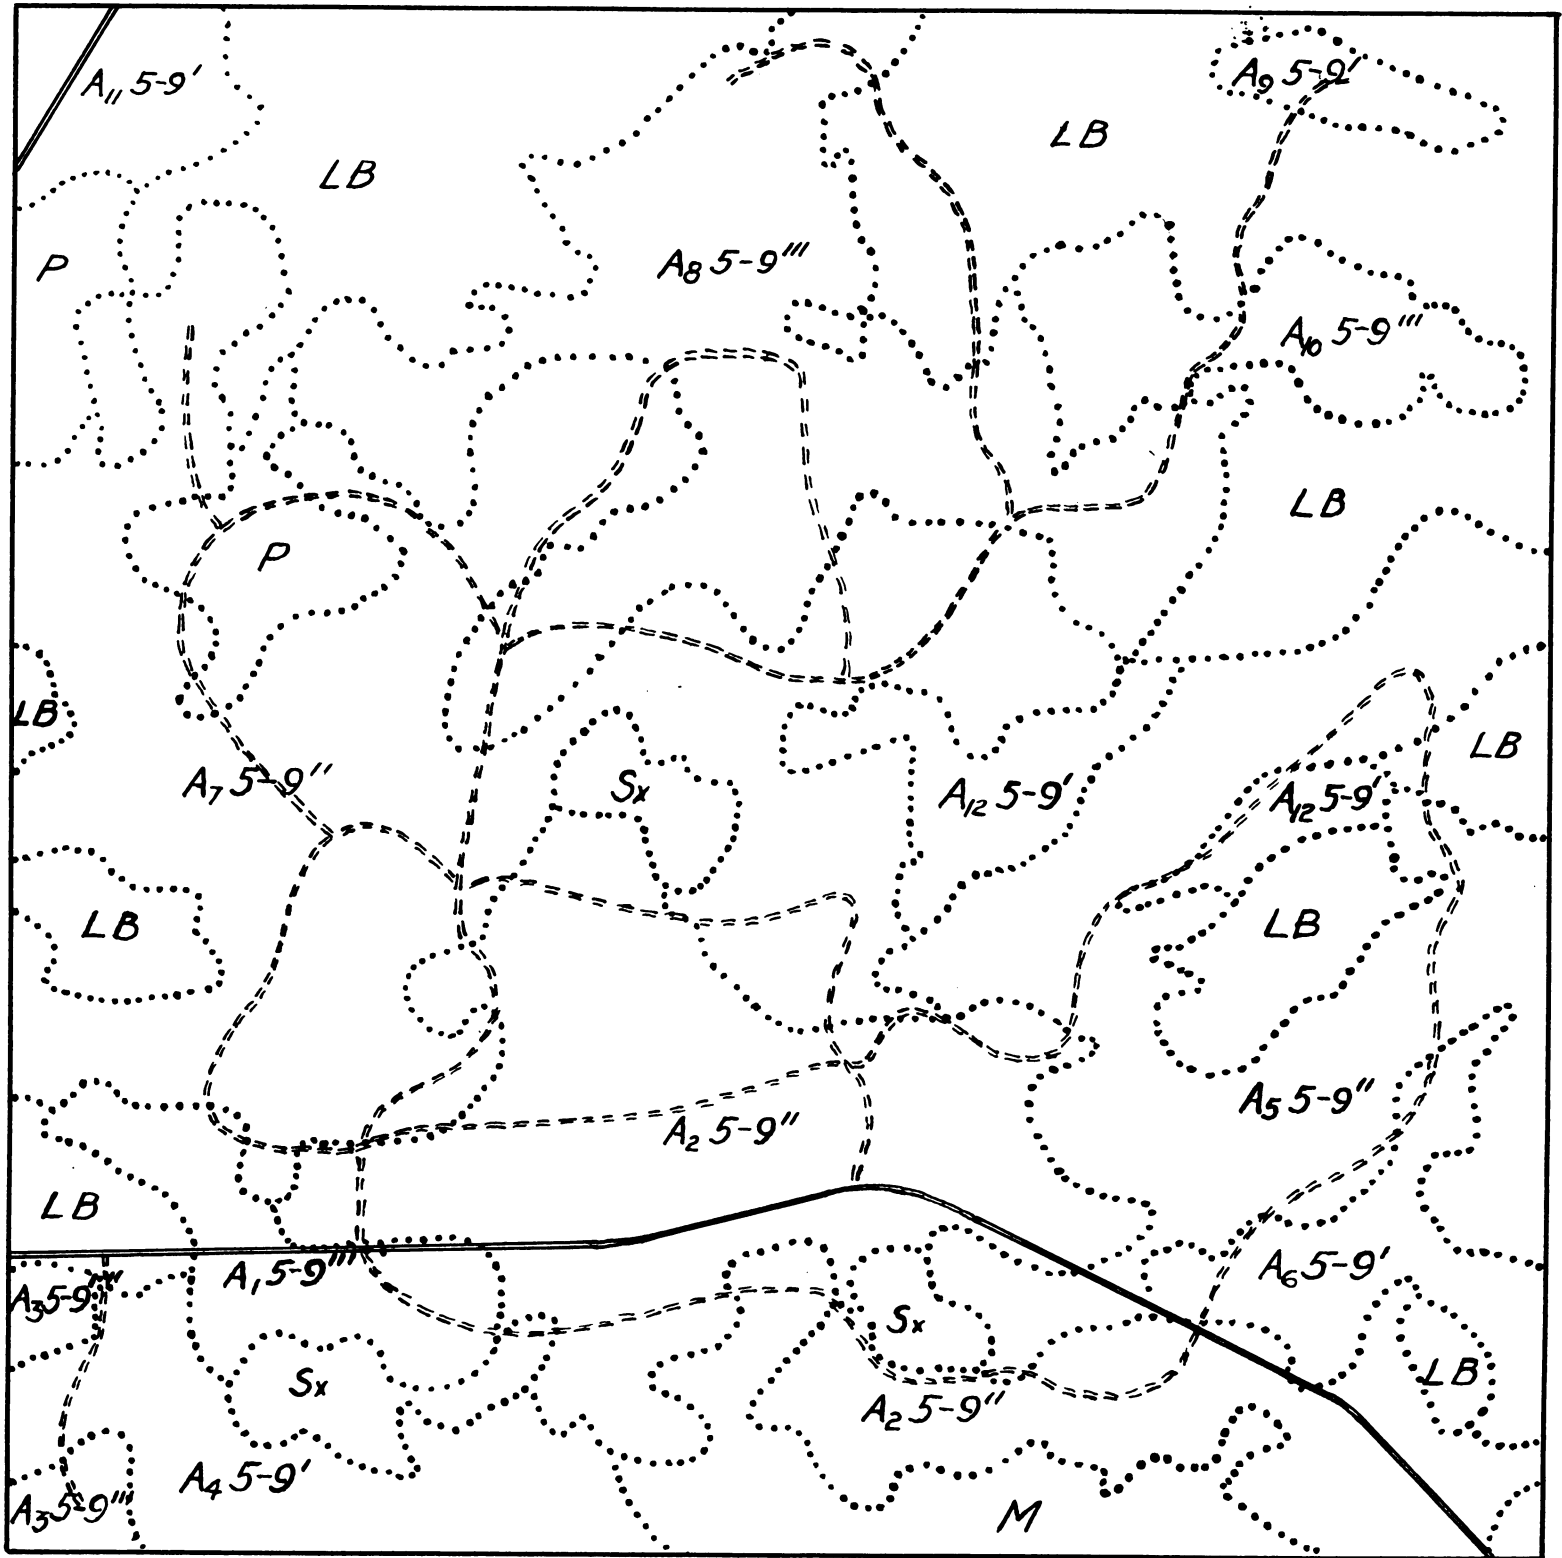 A₁₁ 5-9'
A₉ 5-9'
LB
LB
P
A₈ 5-9'''
A₁₀ 5-9'''
LB
P
LB
LB
A₇ 5-9''
Sx
A₁₂ 5-9'
A₁₂ 5-9'
LB
LB
A₅ 5-9''
A₂ 5-9''
LB
A₆ 5-9'
A₁ 5-9'''
A₃ 5-9'''
Sx
LB
Sx
A₂ 5-9''
A₄ 5-9'
A₃ 5-9'''
M